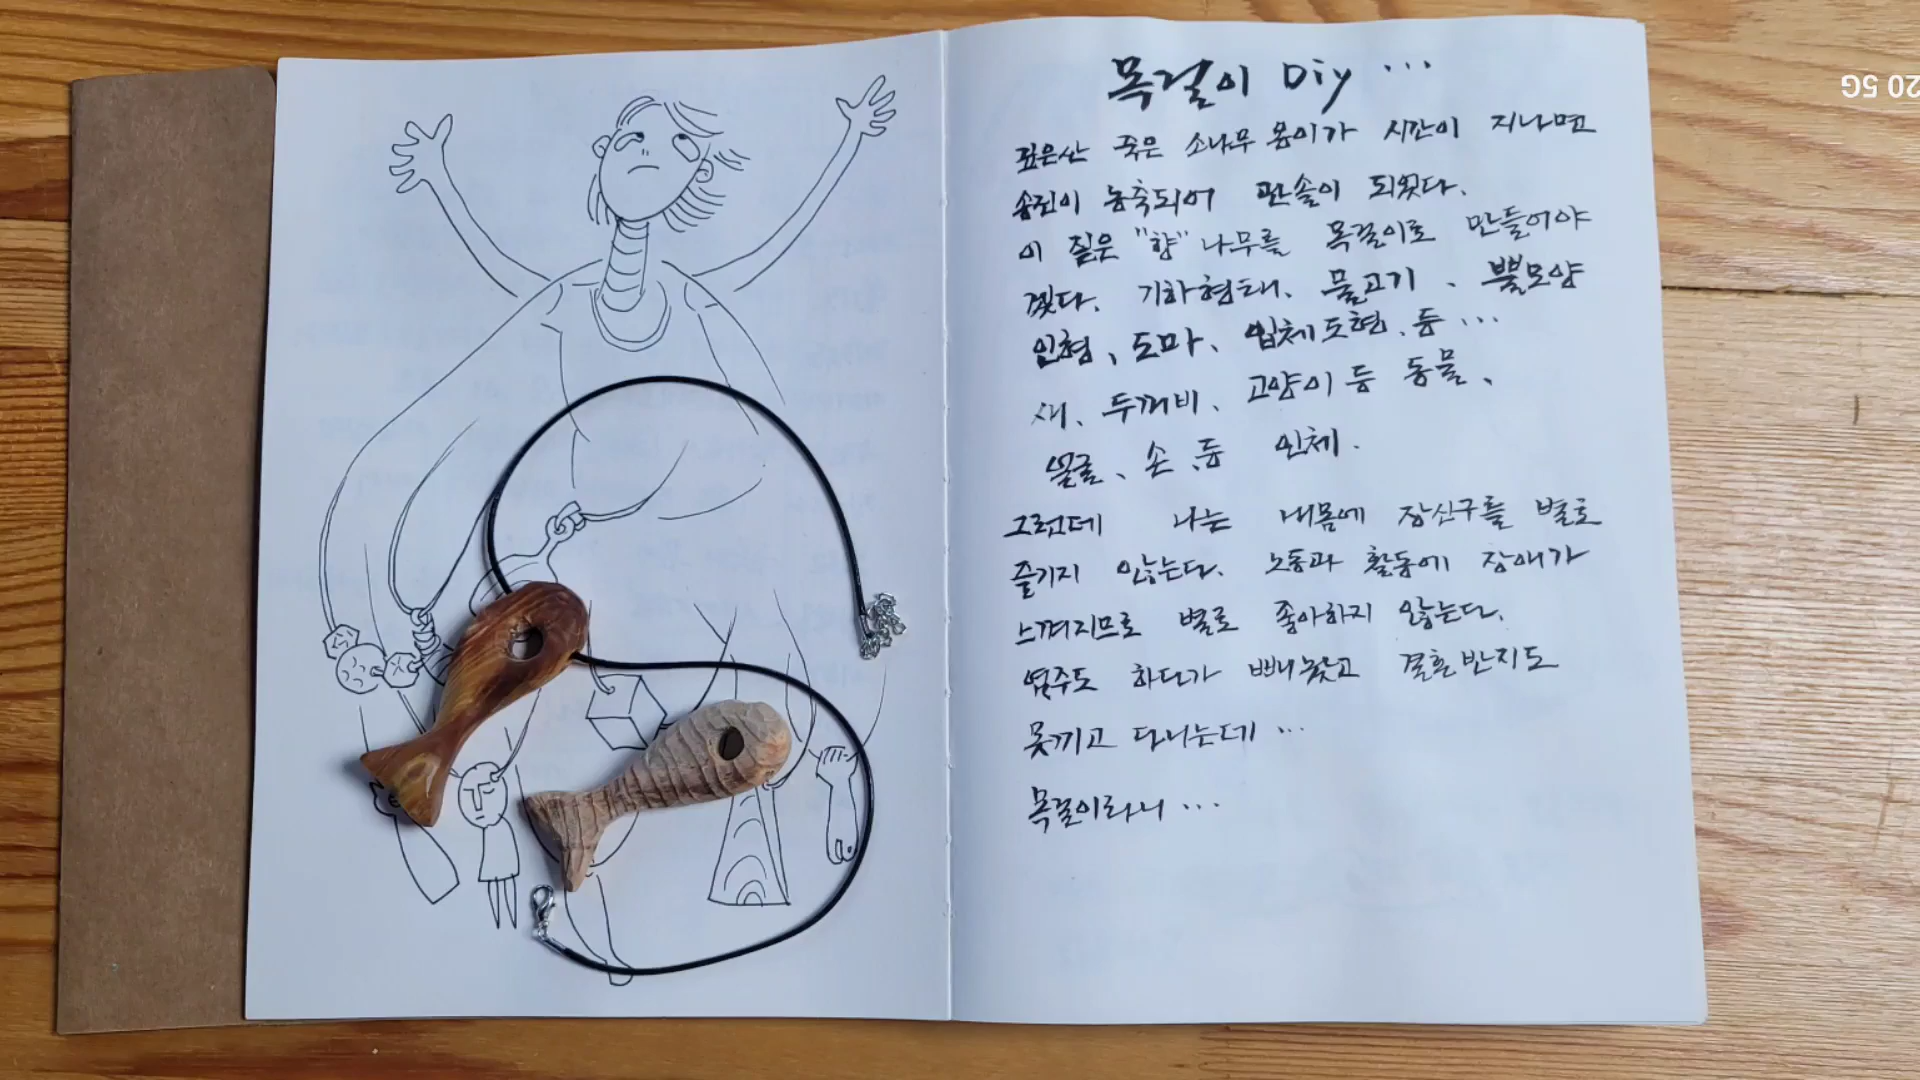 목걸이 Diy ...
깊은산 죽은 소나무 옹이가 시간이 지나면
송진이 농축되어 관솔이 되었다.
이 짙은 "향" 나무를 목걸이로 만들어야
겠다. 기하형태、 물고기 、 뿔모양
인형、도마、 입체도형、등 ...
새、두꺼비、고양이 등 동물、
얼굴、손、등 인체.
그런데 나는 내몸에 장신구를 별로
즐기지 않는다. 노동과 활동에 장애가
느껴지므로 별로 좋아하지 않는다.
염주도 하다가 빼놓고 결혼반지도
못끼고 다니는데 ...
목걸이라니 ...
20 5G